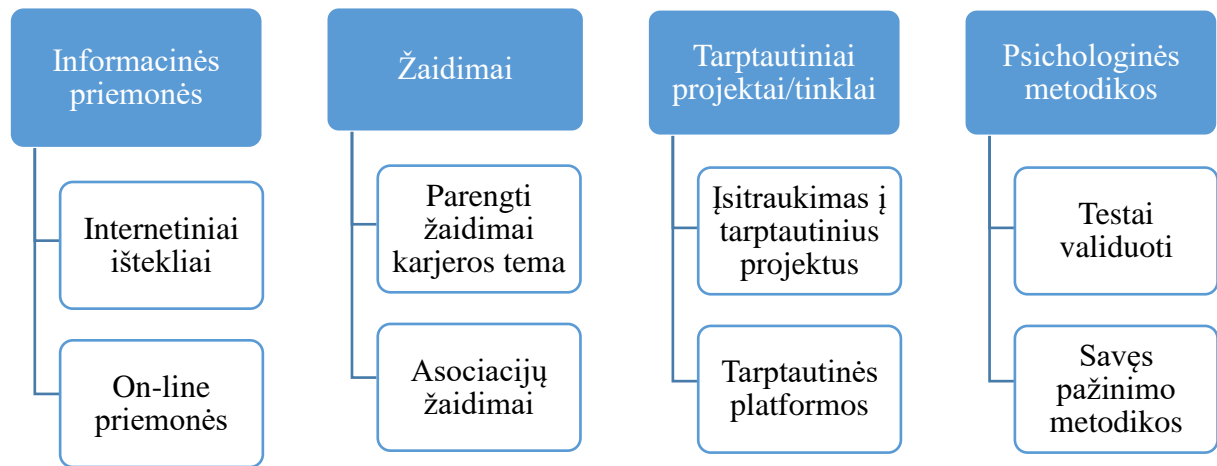 Informacinės
priemonės
Internetiniai
ištekliai
On-line
priemonės
Žaidimai
Parengti
žaidimai
karjeros tema
Asociacijų
žaidimai
Tarptautiniai
projektai/tinklai
Įsitraukimas į
tarptautinius
projektus
Tarptautinės
platformos
Psichologinės
metodikos
Testai
validuoti
Savęs
pažinimo
metodikos